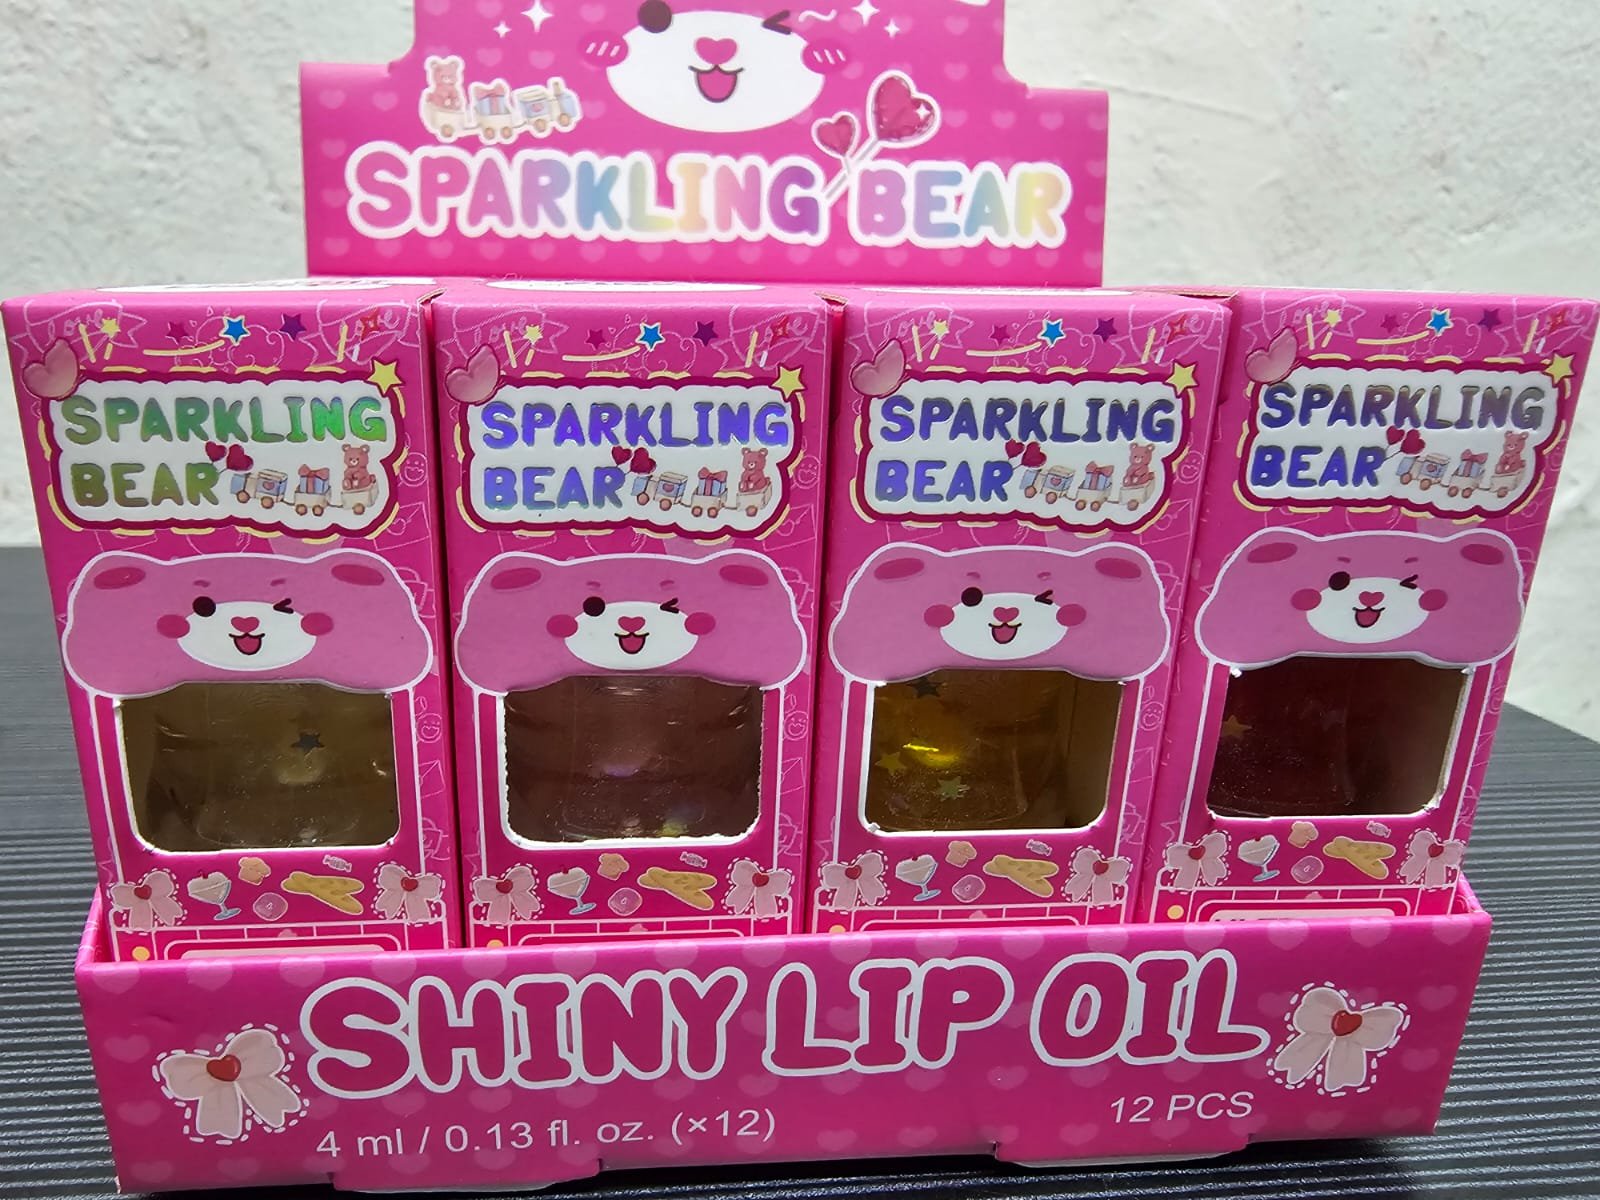 SPARKLING BEAR
SPARKLING
BEAR
SPARKLING
BEAR
SPARKLING
BEAR
SPARKLING
BEAR
SHINY LIP OIL
4 ml / 0.13 fl. oz. (×12)
12 PCS